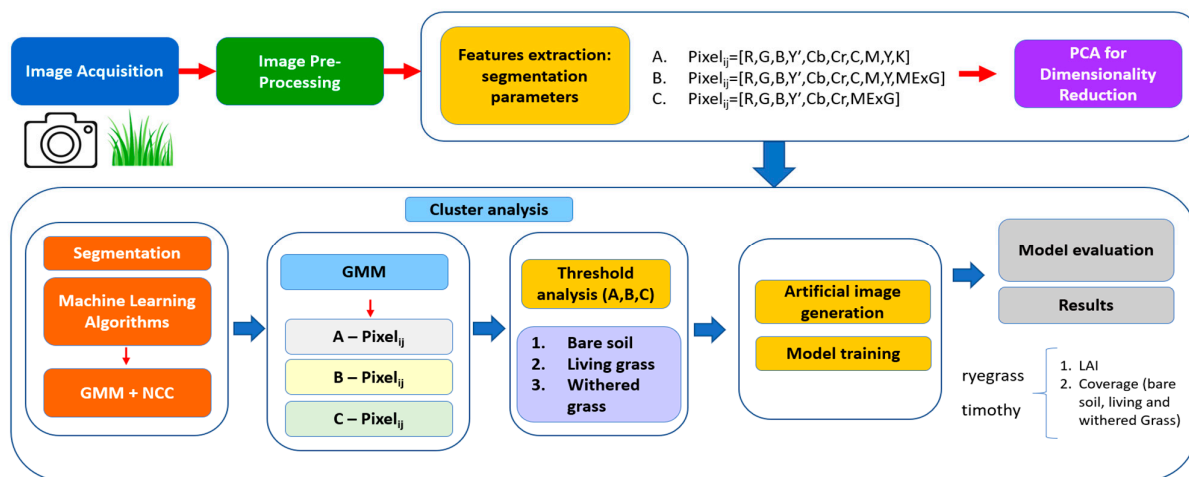 Image Acquisition
Image Pre-
Processing
Features extraction:
segmentation
parameters
A. Pixelij=[R,G,B,Y’,Cb,Cr,C,M,Y,K]
B. Pixelij=[R,G,B,Y’,Cb,Cr,C,M,Y,MExG]
C. Pixelij=[R,G,B,Y’,Cb,Cr,MExG]
PCA for
Dimensionality
Reduction
Cluster analysis
Segmentation
Machine Learning
Algorithms
GMM + NCC
GMM
A – Pixelij
B – Pixelij
C – Pixelij
Threshold
analysis (A,B,C)
1. Bare soil
2. Living grass
3. Withered
grass
Artificial image
generation
Model training
Model evaluation
Results
ryegrass
timothy
1. LAI
2. Coverage (bare
soil, living and
withered Grass)